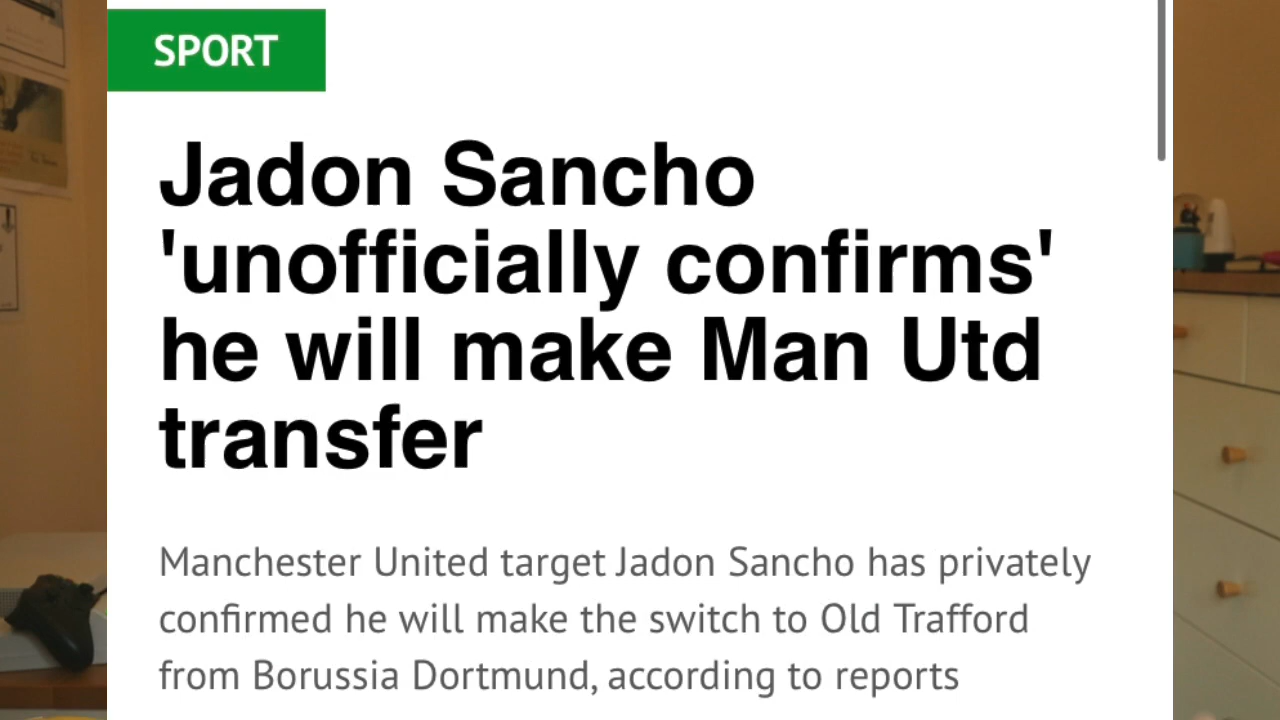 SPORT
Jadon Sancho
'unofficially confirms'
he will make Man Utd
transfer
Manchester United target Jadon Sancho has privately
confirmed he will make the switch to Old Trafford
from Borussia Dortmund, according to reports